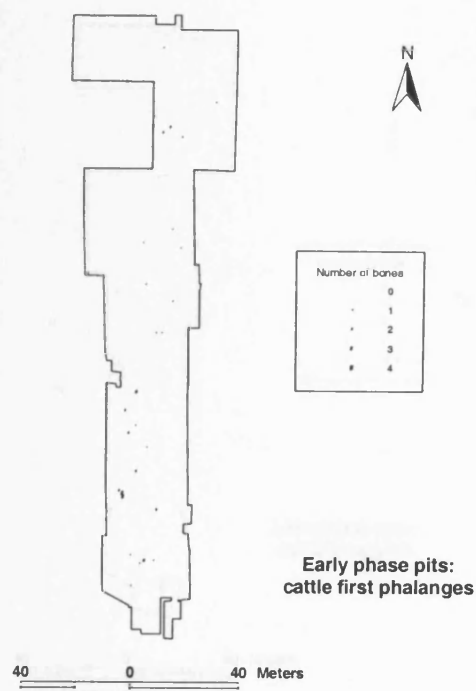 N
Number of bones
0
1
2
3
4
Early phase pits:
cattle first phalanges
40 0 40 Meters